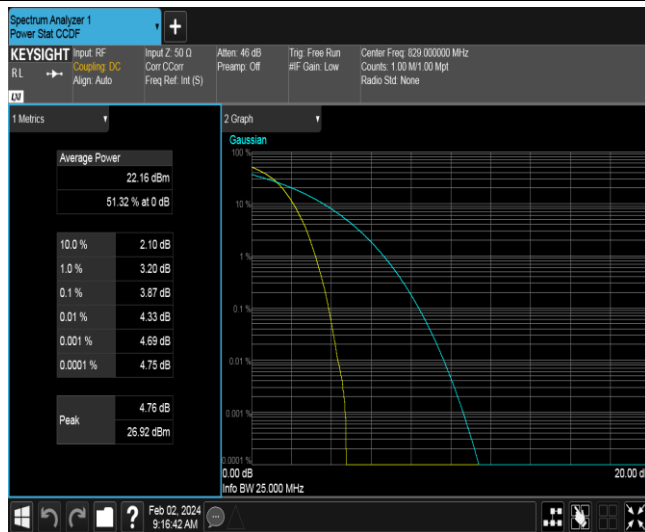 Spectrum Analyzer 1
Power Stat CCDF
+
KEYSIGHT
RL
LXI
Input: RF
Coupling: DC
Align: Auto
Input Z: 50 Ω
Corr CCorr
Freq Ref: Int (S)
Atten: 46 dB
Preamp: Off
Trig: Free Run
#IF Gain: Low
Center Freq: 829.000000 MHz
Counts: 1.00 M/1.00 Mpt
Radio Std: None
1 Metrics
Average Power
22.16 dBm
51.32 % at 0 dB
10.0 % 2.10 dB
1.0 % 3.20 dB
0.1 % 3.87 dB
0.01 % 4.33 dB
0.001 % 4.69 dB
0.0001 % 4.75 dB
Peak
4.76 dB
26.92 dBm
2 Graph
Gaussian
100 %
10 %
1 %
0.1 %
0.01 %
0.001 %
0.0001 %
0.00 dB 20.00 d
Info BW 25.000 MHz
?
Feb 02, 2024
9:16:42 AM